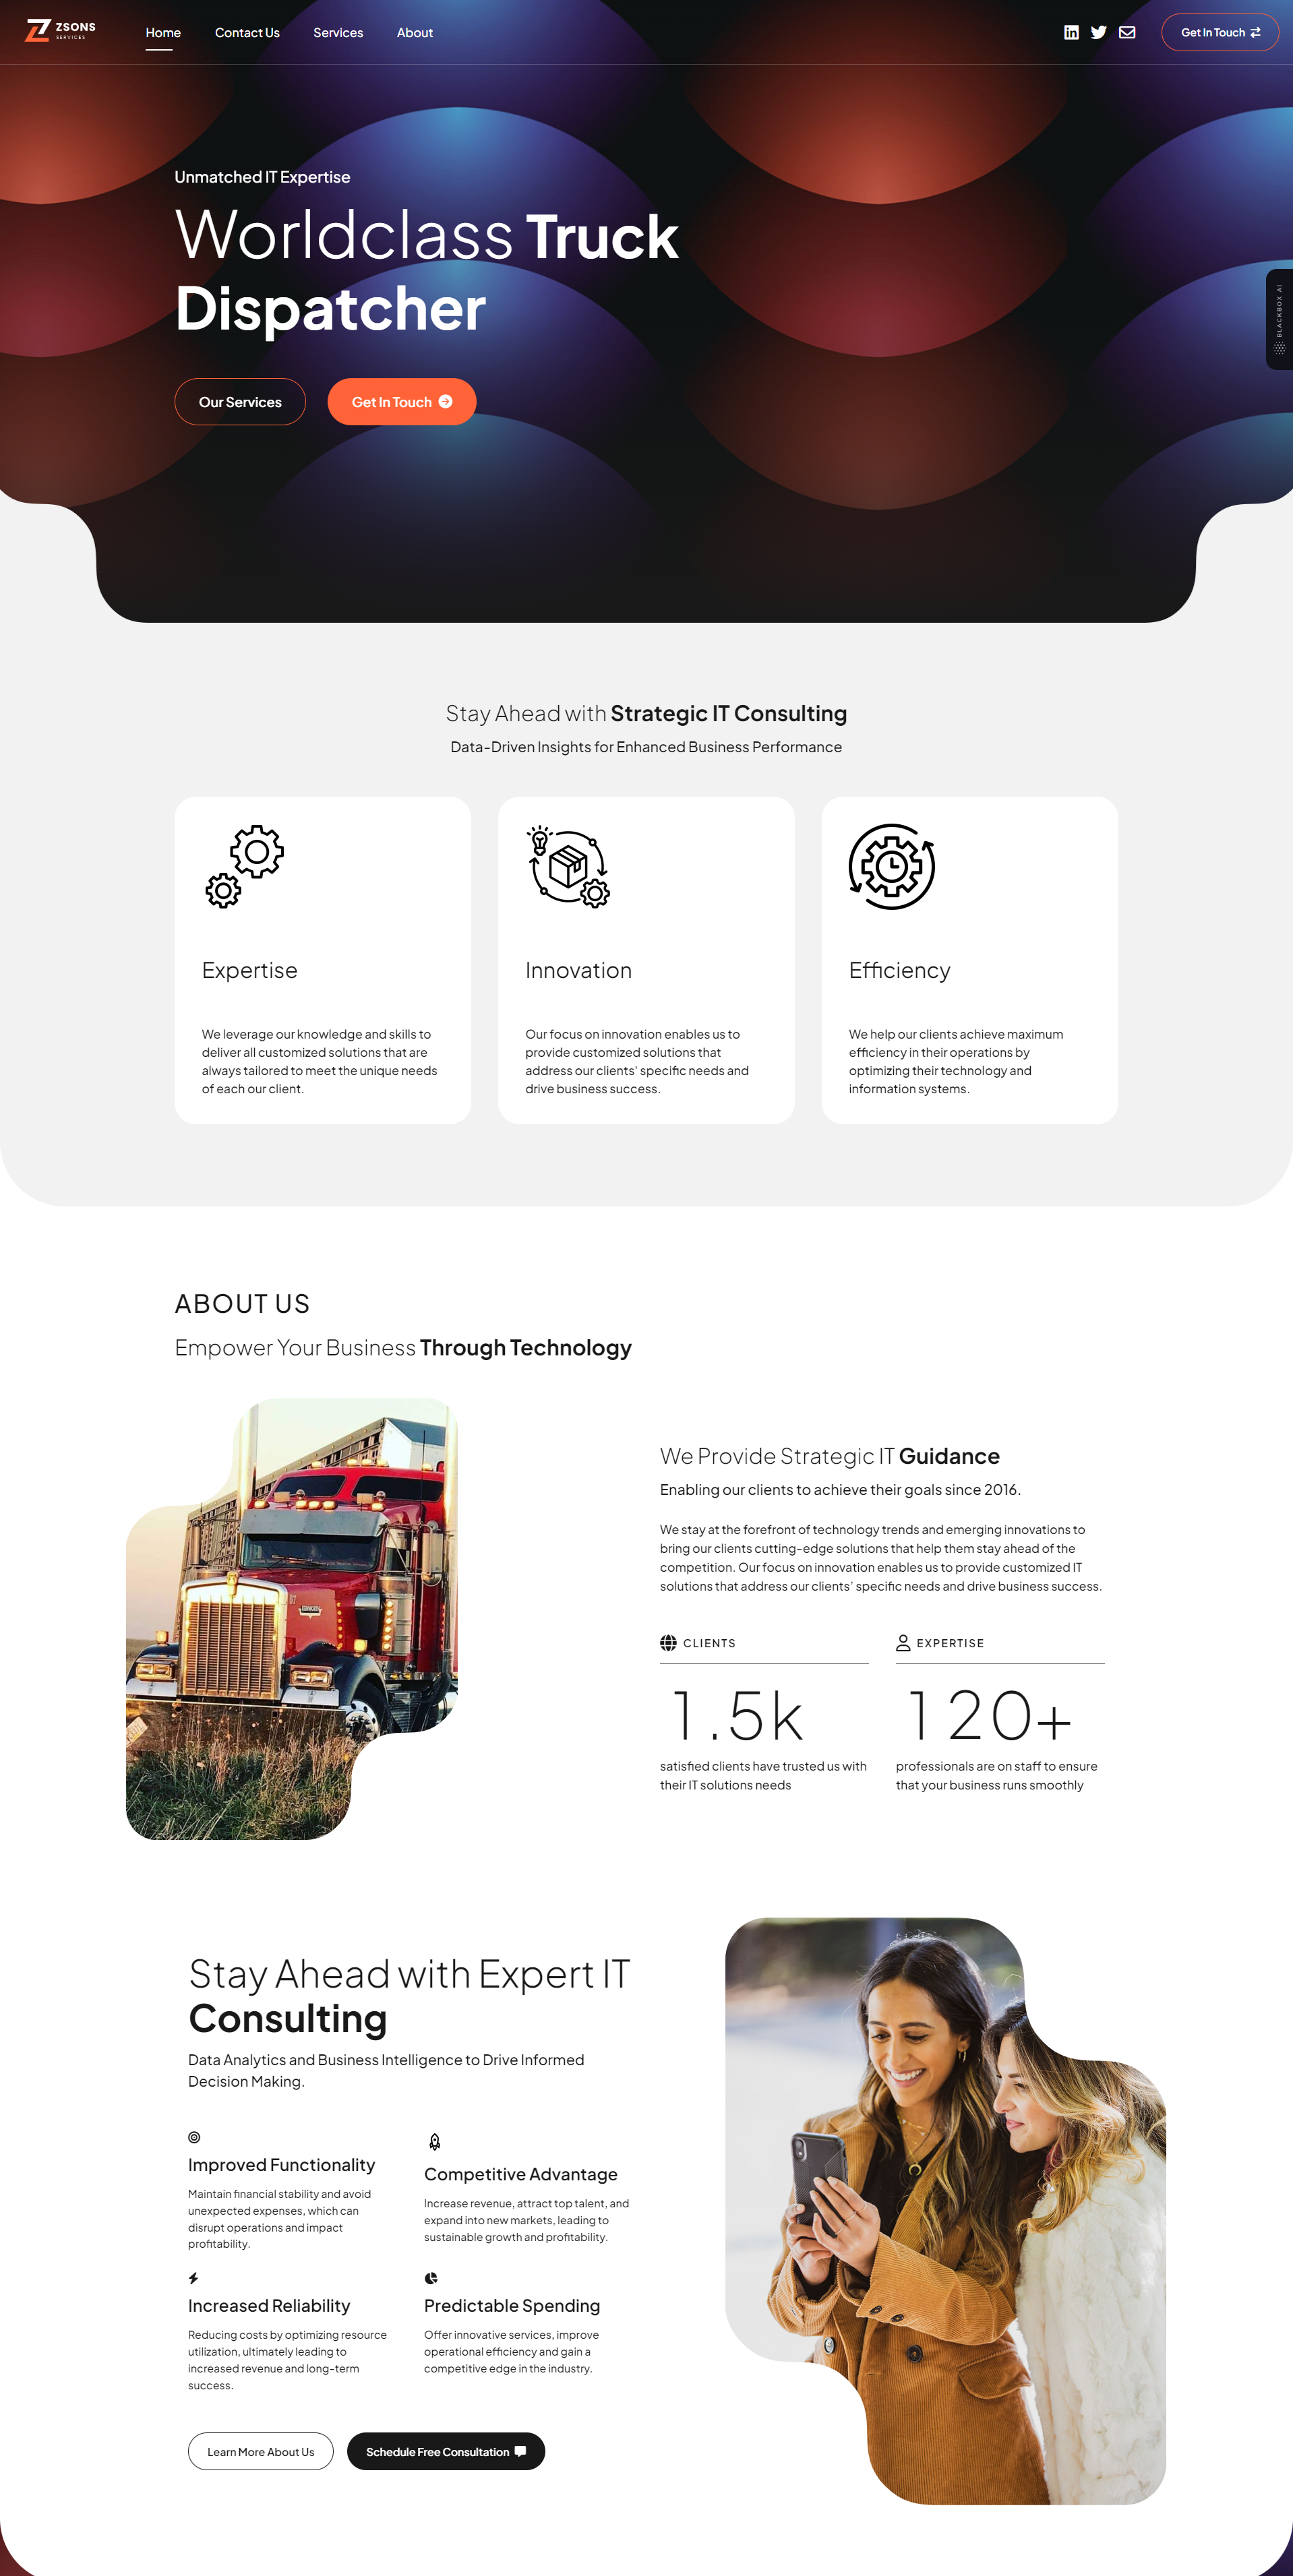 ZSONS
SERVICES
Home
Contact Us
Services
About
Get In Touch
Unmatched IT Expertise
Worldclass Truck
Dispatcher
BLACKBOX AI
Our Services
Get In Touch
Stay Ahead with Strategic IT Consulting
Data-Driven Insights for Enhanced Business Performance
Expertise
We leverage our knowledge and skills to
deliver all customized solutions that are
always tailored to meet the unique needs
of each our client.
Innovation
Our focus on innovation enables us to
provide customized solutions that
address our clients' specific needs and
drive business success.
Efficiency
We help our clients achieve maximum
efficiency in their operations by
optimizing their technology and
information systems.
ABOUT US
Empower Your Business Through Technology
We Provide Strategic IT Guidance
Enabling our clients to achieve their goals since 2016.
We stay at the forefront of technology trends and emerging innovations to
bring our clients cutting-edge solutions that help them stay ahead of the
competition. Our focus on innovation enables us to provide customized IT
solutions that address our clients' specific needs and drive business success.
CLIENTS
1.5k
satisfied clients have trusted us with
their IT solutions needs
EXPERTISE
120+
professionals are on staff to ensure
that your business runs smoothly
Stay Ahead with Expert IT
Consulting
Data Analytics and Business Intelligence to Drive Informed
Decision Making.
Improved Functionality
Maintain financial stability and avoid
unexpected expenses, which can
disrupt operations and impact
profitability.
Competitive Advantage
Increase revenue, attract top talent, and
expand into new markets, leading to
sustainable growth and profitability.
Increased Reliability
Reducing costs by optimizing resource
utilization, ultimately leading to
increased revenue and long-term
success.
Predictable Spending
Offer innovative services, improve
operational efficiency and gain a
competitive edge in the industry.
Learn More About Us
Schedule Free Consultation